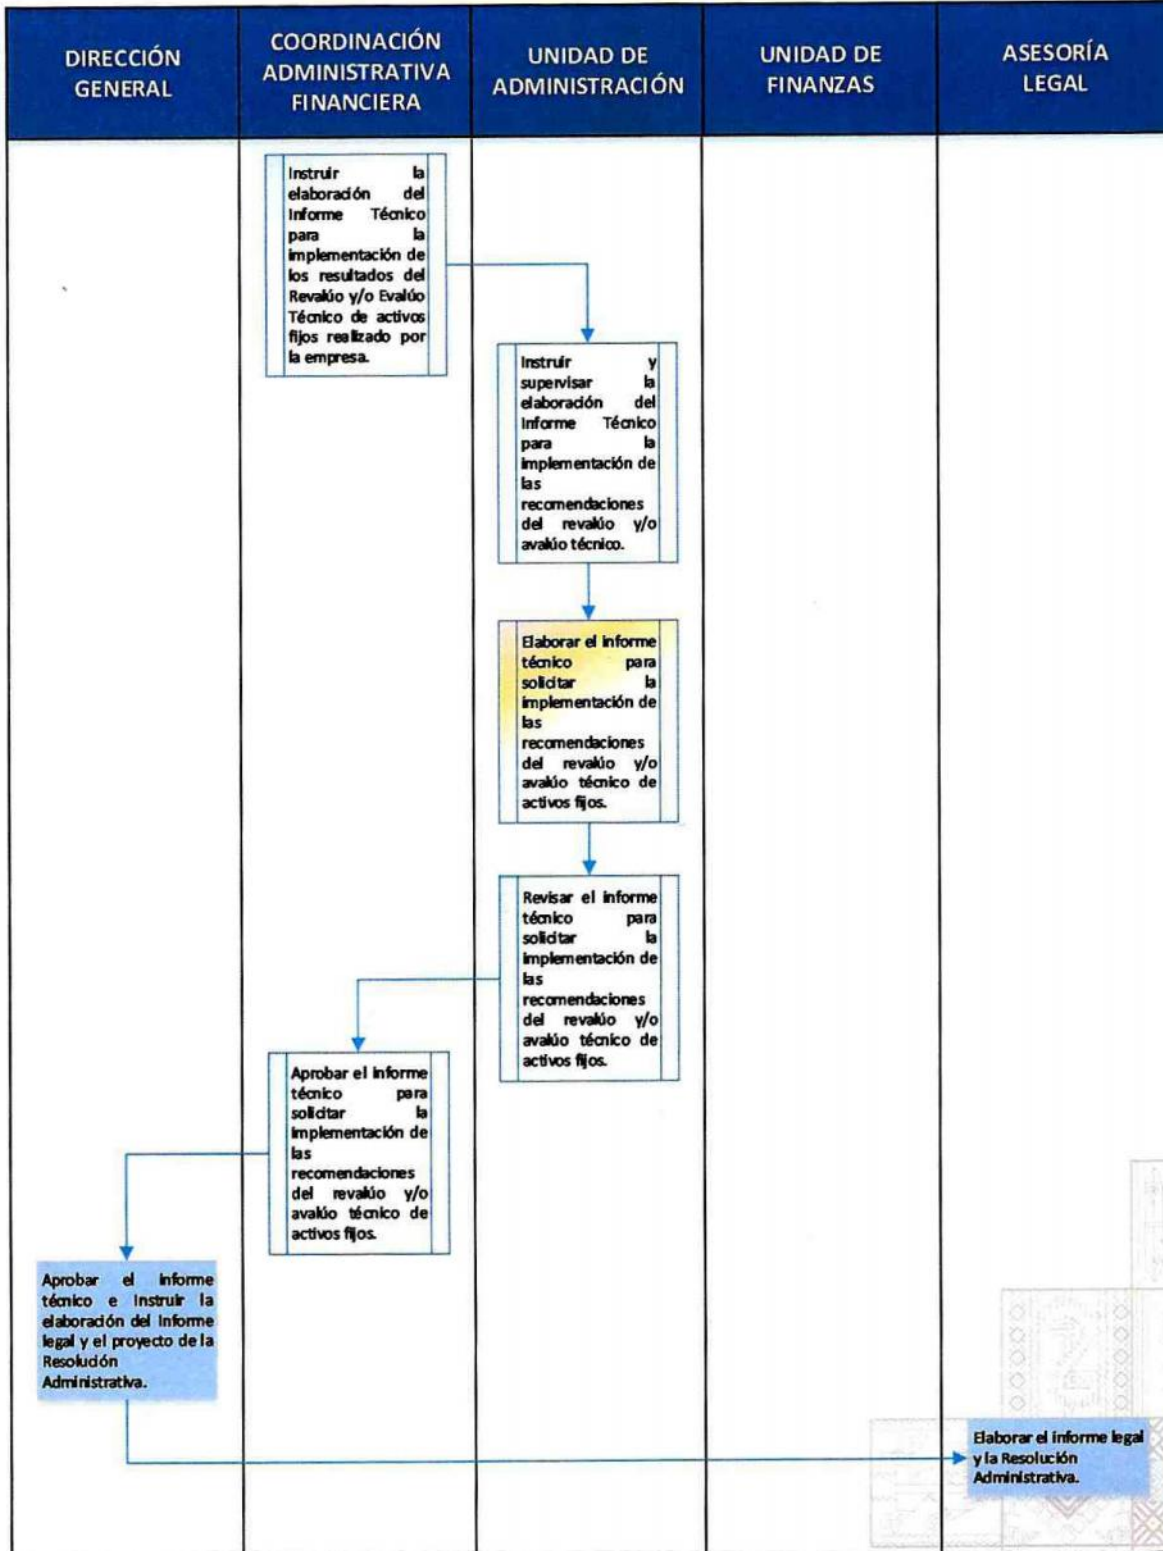 DIRECCIÓN
GENERAL
COORDINACIÓN
ADMINISTRATIVA
FINANCIERA
UNIDAD DE
ADMINISTRACIÓN
UNIDAD DE
FINANZAS
ASESORÍA
LEGAL
Instruir la
elaboración del
Informe Técnico
para la
implementación de
los resultados del
Revalúo y/o Evalúo
Técnico de activos
fijos realizado por
la empresa.
Instruir y
supervisar la
elaboración del
Informe Técnico
para la
implementación de
las
recomendaciones
del revalúo y/o
avalúo técnico.
Elaborar el informe
técnico para
solicitar la
implementación de
las
recomendaciones
del revalúo y/o
avalúo técnico de
activos fijos.
Revisar el informe
técnico para
solicitar la
implementación de
las
recomendaciones
del revalúo y/o
avalúo técnico de
activos fijos.
Aprobar el informe
técnico para
solicitar la
implementación de
las
recomendaciones
del revalúo y/o
avalúo técnico de
activos fijos.
Aprobar el informe
técnico e Instruir la
elaboración del Informe
legal y el proyecto de la
Resolución
Administrativa.
Elaborar el informe legal
y la Resolución
Administrativa.